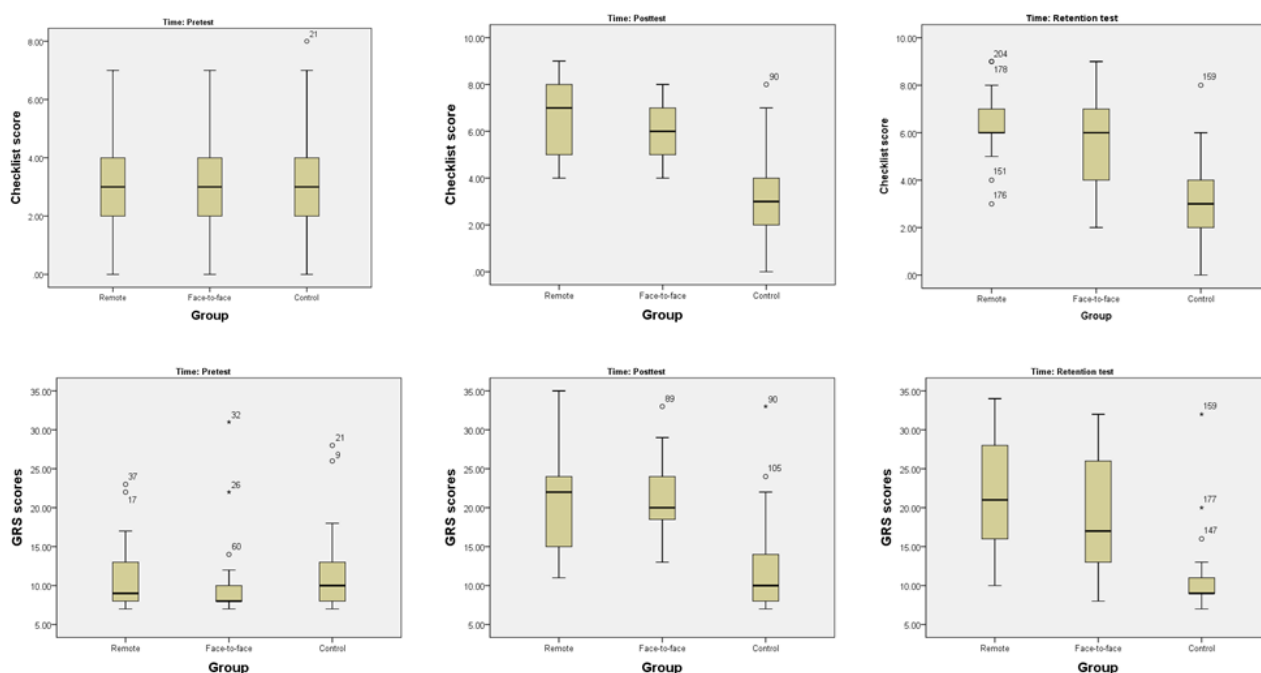 Time: Pretest
Checklist score
8.00
6.00
4.00
2.00
.00
21
Remote Face-to-face Control
Group
Time: Posttest
Checklist score
10.00
8.00
6.00
4.00
2.00
.00
90
Remote Face-to-face Control
Group
Time: Retention test
Checklist score
10.00
8.00
6.00
4.00
2.00
.00
204
178
151
176
159
Remote Face-to-face Control
Group
Time: Pretest
GRS scores
35.00
30.00
25.00
20.00
15.00
10.00
5.00
37
17
32
26
60
21
9
Remote Face-to-face Control
Group
Time: Posttest
GRS scores
35.00
30.00
25.00
20.00
15.00
10.00
5.00
89
90
105
Remote Face-to-face Control
Group
Time: Retention test
GRS scores
35.00
30.00
25.00
20.00
15.00
10.00
5.00
159
177
147
Remote Face-to-face Control
Group